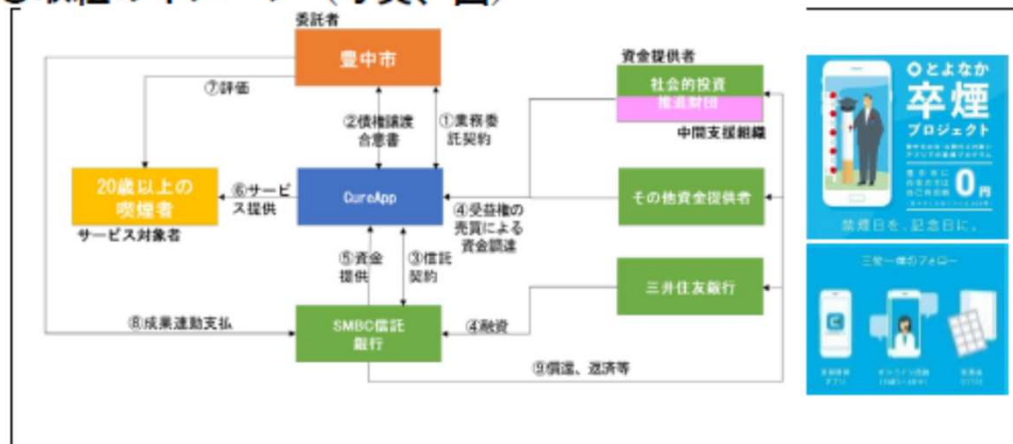 委託者
豊中市
⑦評価
②債権譲渡
合意書
①業務委
託契約
資金提供者
社会的投資
推進財団
中間支援組織
20歳以上の
喫煙者
サービス対象者
⑥サービ
ス提供
CureApp
④受益権の
売買による
資金調達
その他資金提供者
⑤資金
提供
③信託
契約
三井住友銀行
⑧成果連動支払
SMBC信託
銀行
④融資
⑨償還、返済等
とよなか
卒煙
プロジェクト
0円
禁煙日を、記念日に。
三位一体のフォロー